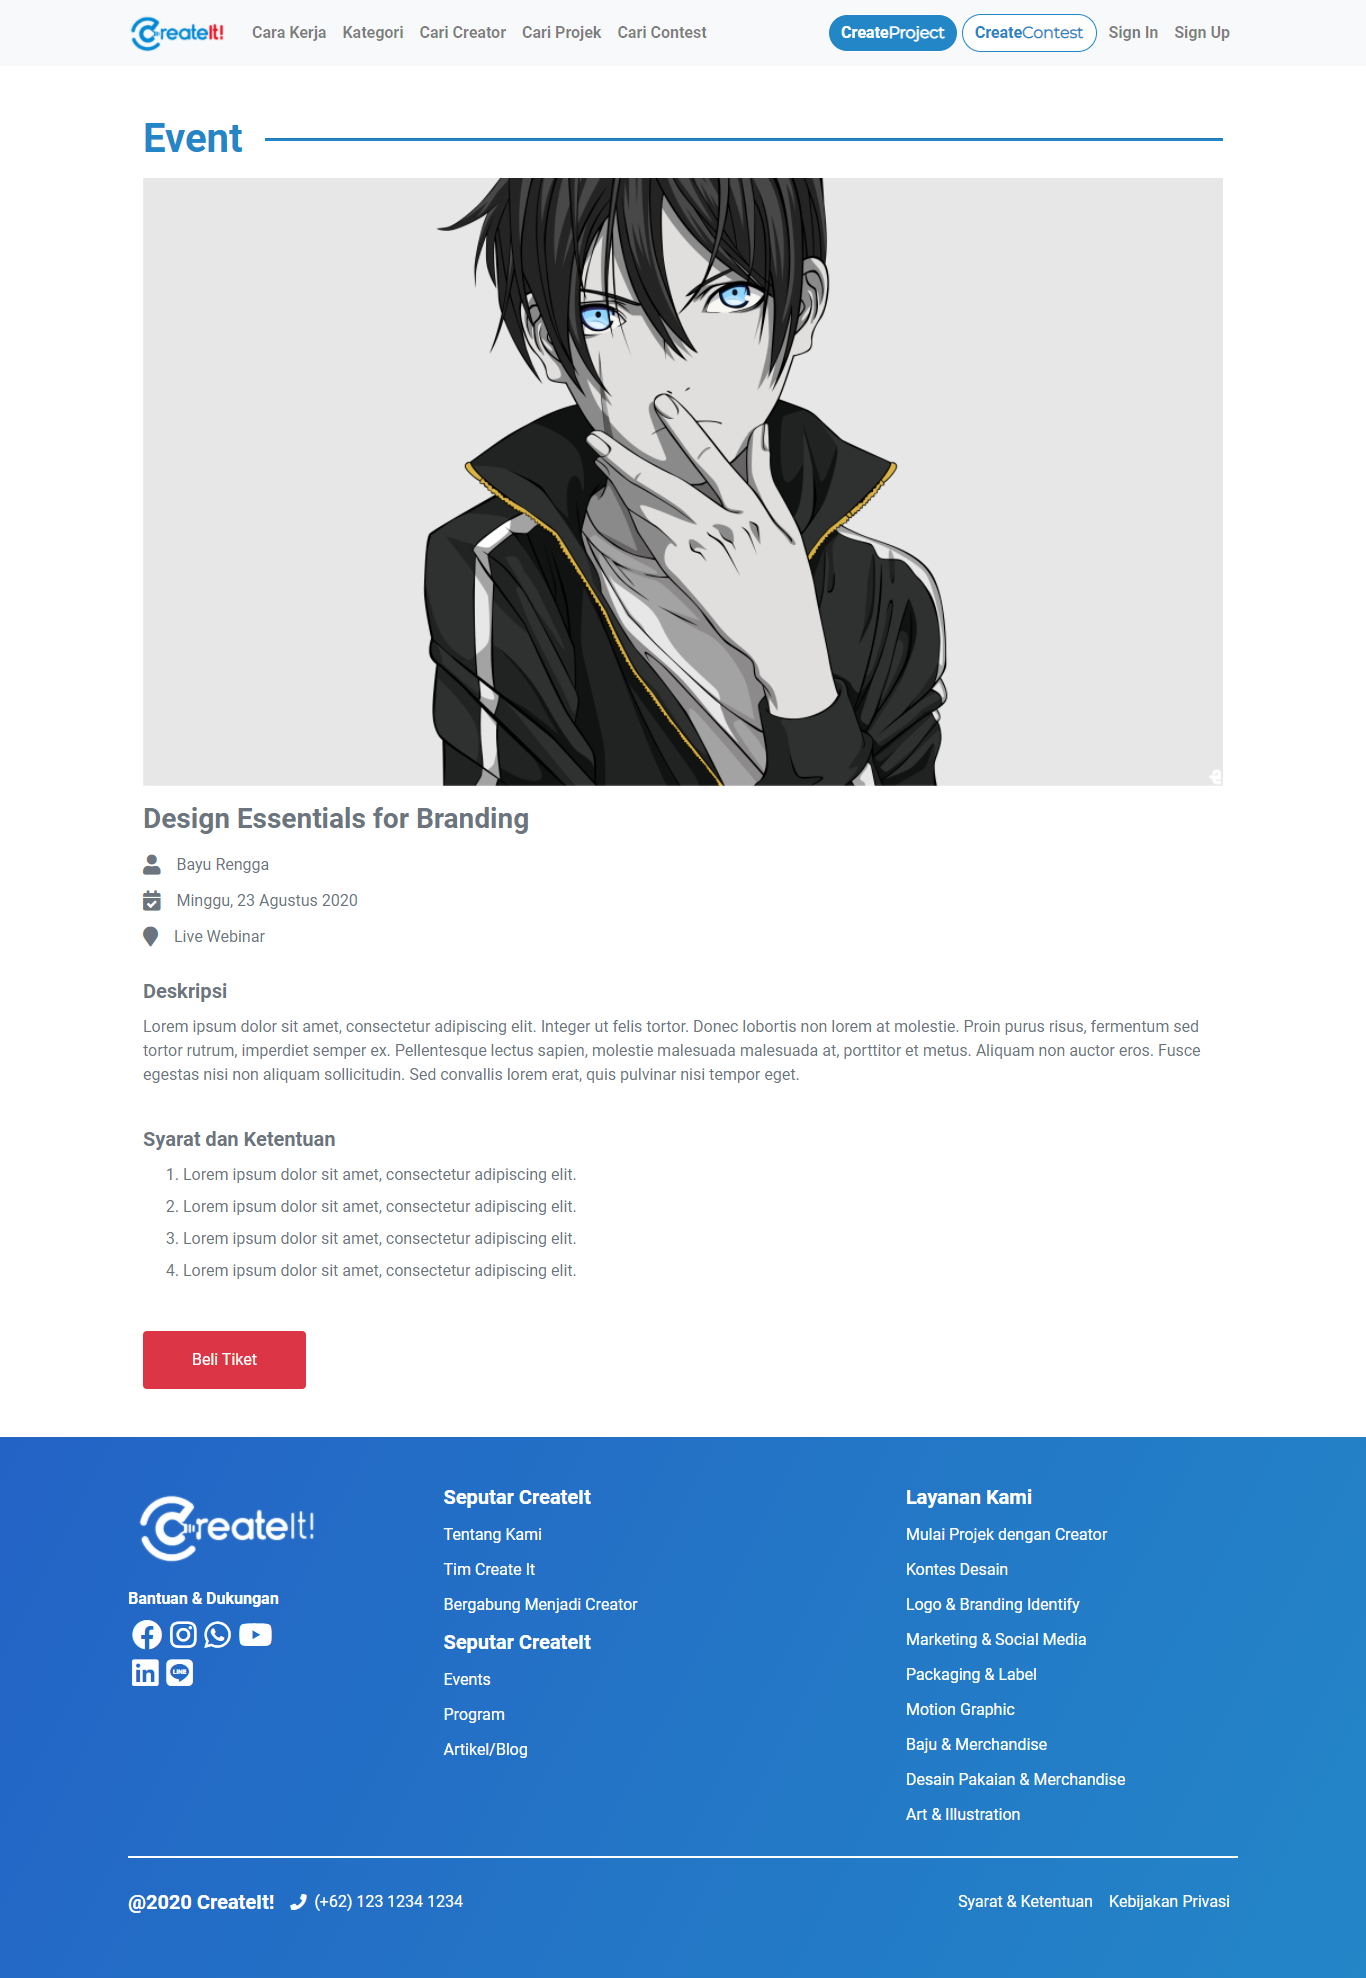 CreateIt!
Cara Kerja
Kategori
Cari Creator
Cari Projek
Cari Contest
CreateProject
CreateContest
Sign In
Sign Up
Event
Design Essentials for Branding
Bayu Rengga
Minggu, 23 Agustus 2020
Live Webinar
Deskripsi
Lorem ipsum dolor sit amet, consectetur adipiscing elit. Integer ut felis tortor. Donec lobortis non lorem at molestie. Proin purus risus, fermentum sed
tortor rutrum, imperdiet semper ex. Pellentesque lectus sapien, molestie malesuada malesuada at, porttitor et metus. Aliquam non auctor eros. Fusce
egestas nisi non aliquam sollicitudin. Sed convallis lorem erat, quis pulvinar nisi tempor eget.
Syarat dan Ketentuan
1. Lorem ipsum dolor sit amet, consectetur adipiscing elit.
2. Lorem ipsum dolor sit amet, consectetur adipiscing elit.
3. Lorem ipsum dolor sit amet, consectetur adipiscing elit.
4. Lorem ipsum dolor sit amet, consectetur adipiscing elit.
Beli Tiket
CreateIt!
Bantuan & Dukungan
LINE
Seputar CreateIt
Tentang Kami
Tim Create It
Bergabung Menjadi Creator
Seputar CreateIt
Events
Program
Artikel/Blog
Layanan Kami
Mulai Projek dengan Creator
Kontes Desain
Logo & Branding Identify
Marketing & Social Media
Packaging & Label
Motion Graphic
Baju & Merchandise
Desain Pakaian & Merchandise
Art & Illustration
@2020 CreateIt!
(+62) 123 1234 1234
Syarat & Ketentuan
Kebijakan Privasi